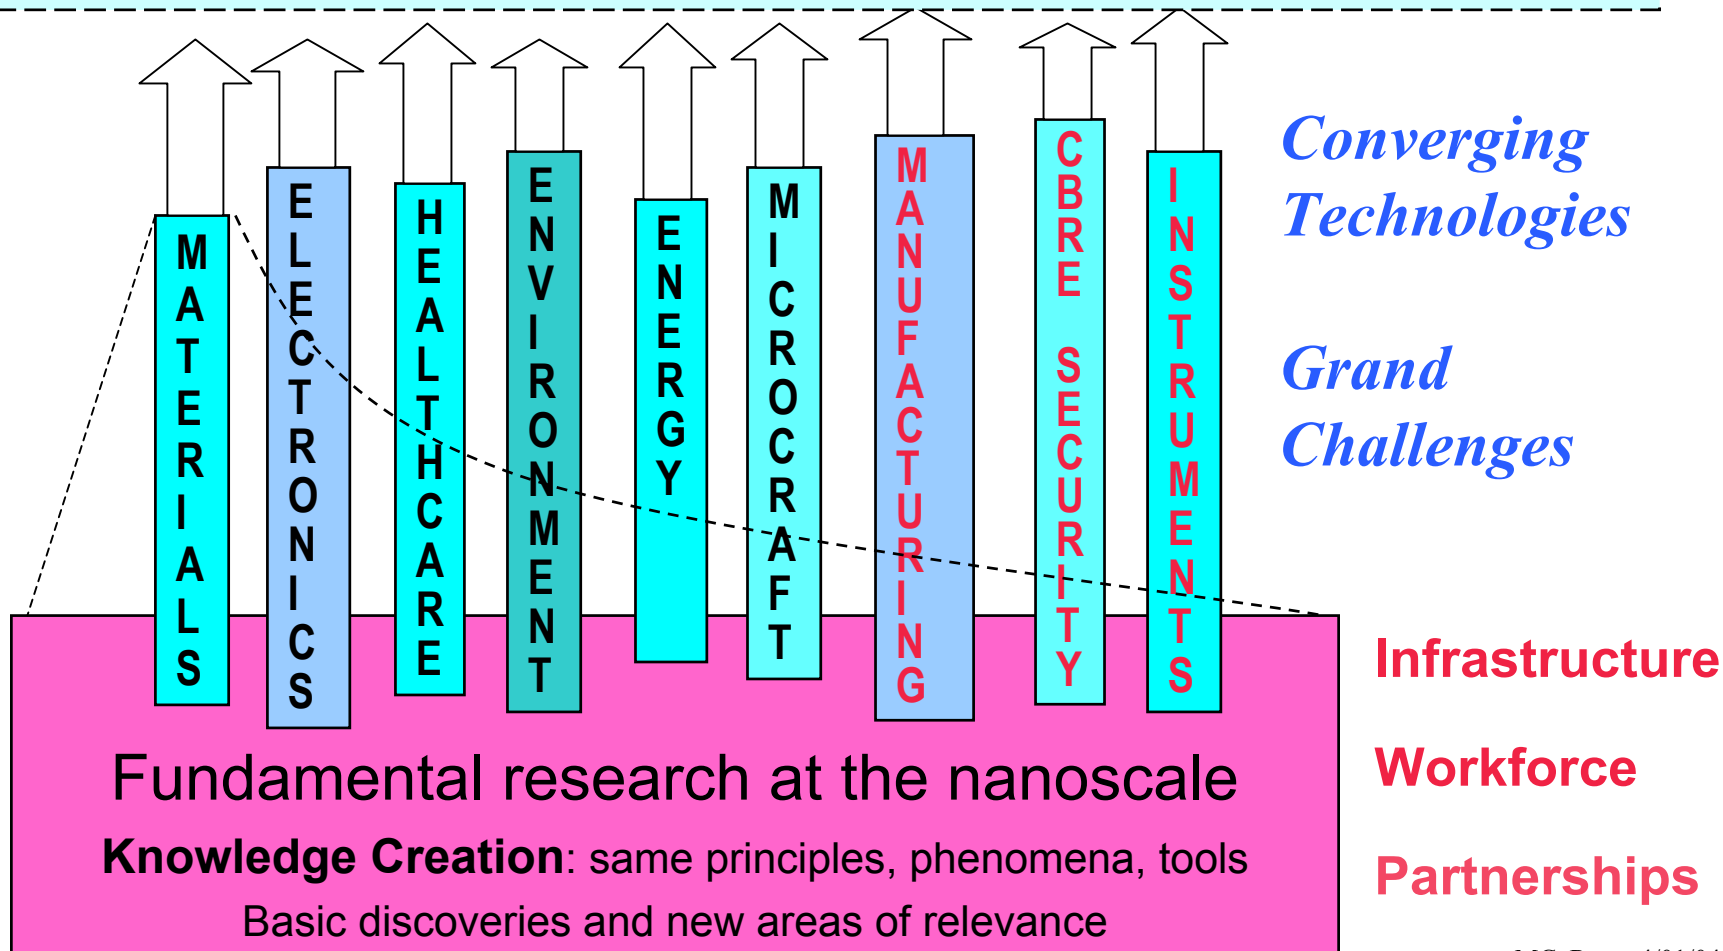 MATERIALS
ELECTRONICS
HEALTHCARE
ENVIRONMENT
ENERGY
MICROCRAFT
MANUFACTURING
CBRE SECURITY
INSTRUMENTS
Converging
Technologies
Grand
Challenges
Infrastructure
Workforce
Partnerships
Fundamental research at the nanoscale
Knowledge Creation: same principles, phenomena, tools
Basic discoveries and new areas of relevance